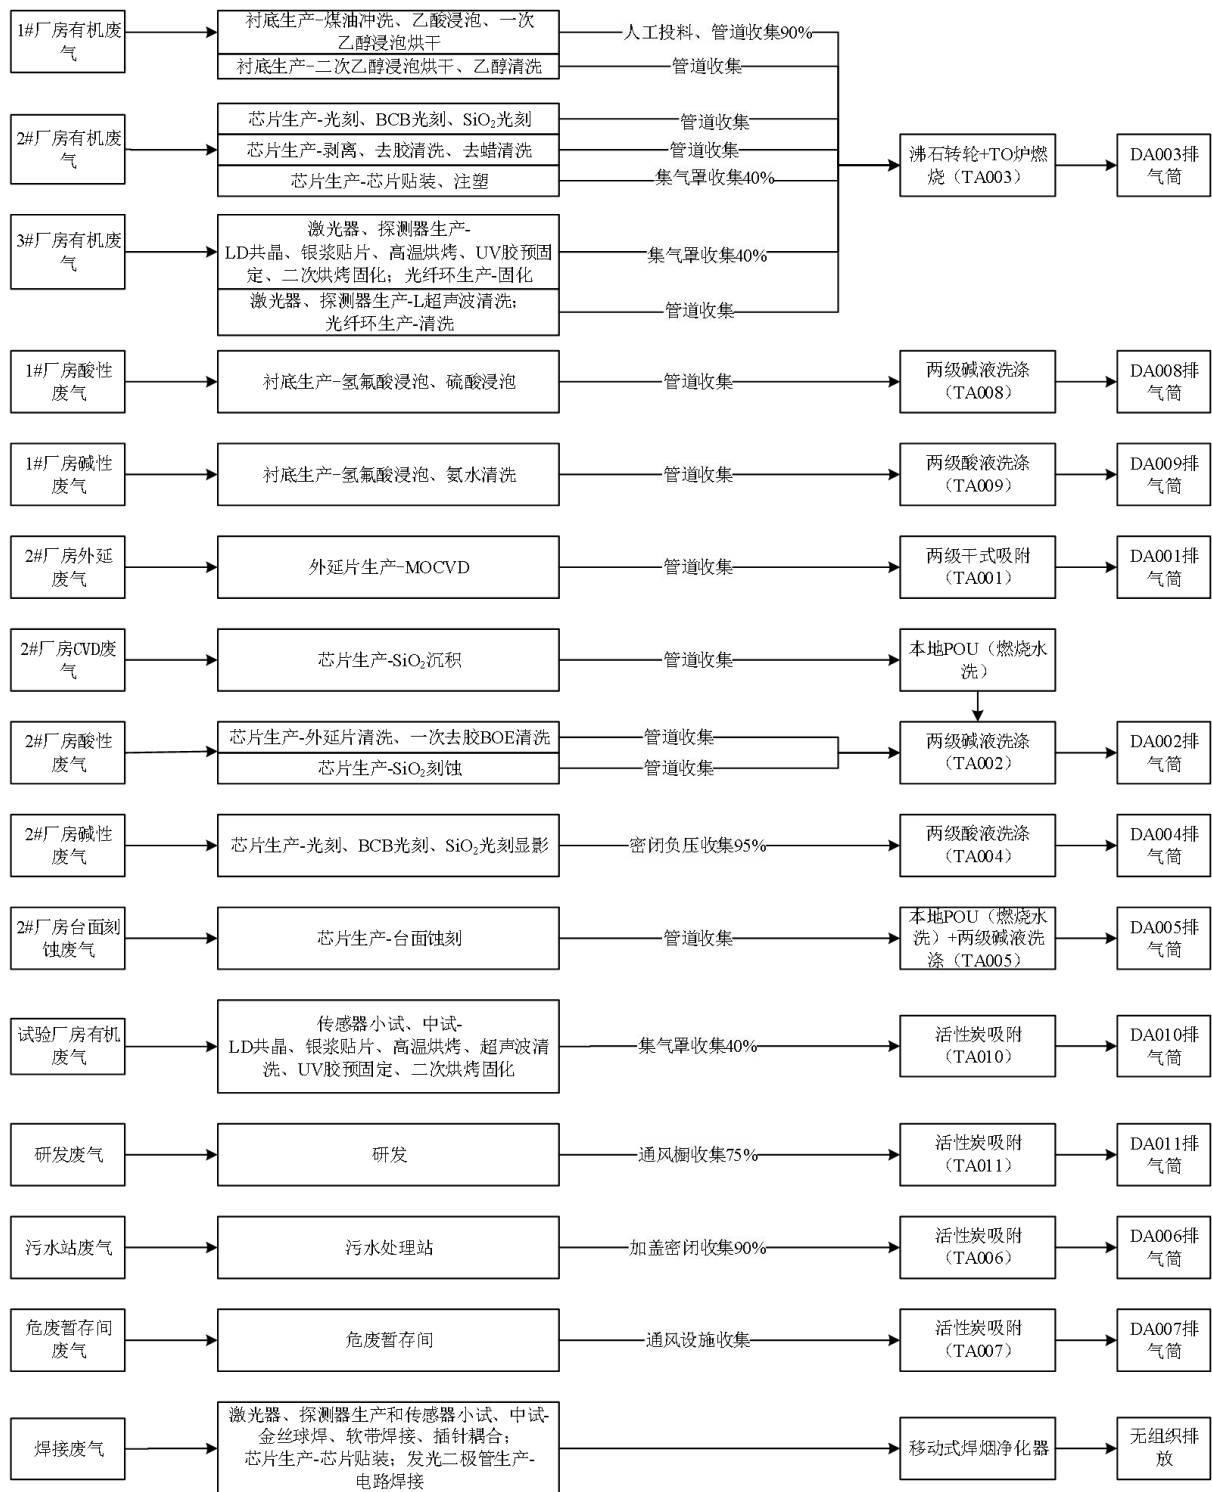 1#厂房有机废
气
衬底生产-煤油冲洗、乙酸浸泡、一次
乙醇浸泡烘干
人工投料、管道收集90%
衬底生产-二次乙醇浸泡烘干、乙醇清洗
管道收集
2#厂房有机废
气
芯片生产-光刻、BCB光刻、SiO₂光刻
管道收集
芯片生产-剥离、去胶清洗、去蜡清洗
管道收集
芯片生产-芯片贴装、注塑
集气罩收集40%
沸石转轮+TO炉燃
烧（TA003）
DA003排
气筒
3#厂房有机废
气
激光器、探测器生产-
LD共晶、银浆贴片、高温烘烤、UV胶预固
定、二次烘烤固化；光纤环生产-固化
集气罩收集40%
激光器、探测器生产-L超声波清洗；
光纤环生产-清洗
管道收集
1#厂房酸性
废气
衬底生产-氢氟酸浸泡、硫酸浸泡
管道收集
两级碱液洗涤
（TA008）
DA008排
气筒
1#厂房碱性
废气
衬底生产-氢氟酸浸泡、氨水清洗
管道收集
两级酸液洗涤
（TA009）
DA009排
气筒
2#厂房外延
废气
外延片生产-MOCVD
管道收集
两级干式吸附
（TA001）
DA001排
气筒
2#厂房CVD废
气
芯片生产-SiO₂沉积
管道收集
本地POU（燃烧水
洗）
2#厂房酸性
废气
芯片生产-外延片清洗、一次去胶BOE清洗
管道收集
芯片生产-SiO₂刻蚀
管道收集
两级碱液洗涤
（TA002）
DA002排
气筒
2#厂房碱性
废气
芯片生产-光刻、BCB光刻、SiO₂光刻显影
密闭负压收集95%
两级酸液洗涤
（TA004）
DA004排
气筒
2#厂房台面刻
蚀废气
芯片生产-台面蚀刻
管道收集
本地POU（燃烧水
洗）+两级碱液洗
涤（TA005）
DA005排
气筒
试验厂房有机
废气
传感器小试、中试-
LD共晶、银浆贴片、高温烘烤、超声波清
洗、UV胶预固定、二次烘烤固化
集气罩收集40%
活性炭吸附
（TA010）
DA010排
气筒
研发废气
研发
通风橱收集75%
活性炭吸附
（TA011）
DA011排
气筒
污水站废气
污水处理站
加盖密闭收集90%
活性炭吸附
（TA006）
DA006排
气筒
危废暂存间
废气
危废暂存间
通风设施收集
活性炭吸附
（TA007）
DA007排
气筒
焊接废气
激光器、探测器生产和传感器小试、中试-
金丝球焊、软带焊接、插针耦合；
芯片生产-芯片贴装；发光二极管生产-
电路焊接
移动式焊烟净化器
无组织排
放